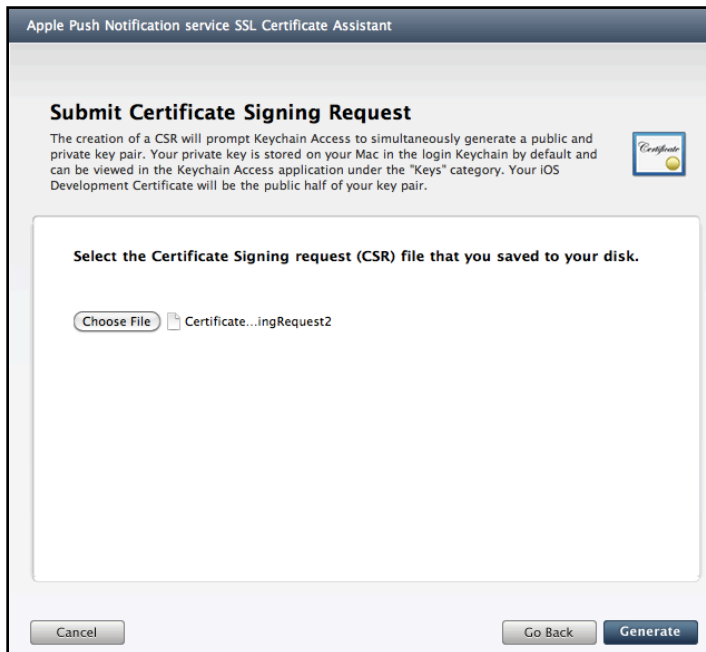 Apple Push Notification service SSL Certificate Assistant
Submit Certificate Signing Request
The creation of a CSR will prompt Keychain Access to simultaneously generate a public and
private key pair. Your private key is stored on your Mac in the login Keychain by default and
can be viewed in the Keychain Access application under the "Keys" category. Your iOS
Development Certificate will be the public half of your key pair.
Certificate
Select the Certificate Signing request (CSR) file that you saved to your disk.
Choose File Certificate...ingRequest2
Cancel Go Back Generate